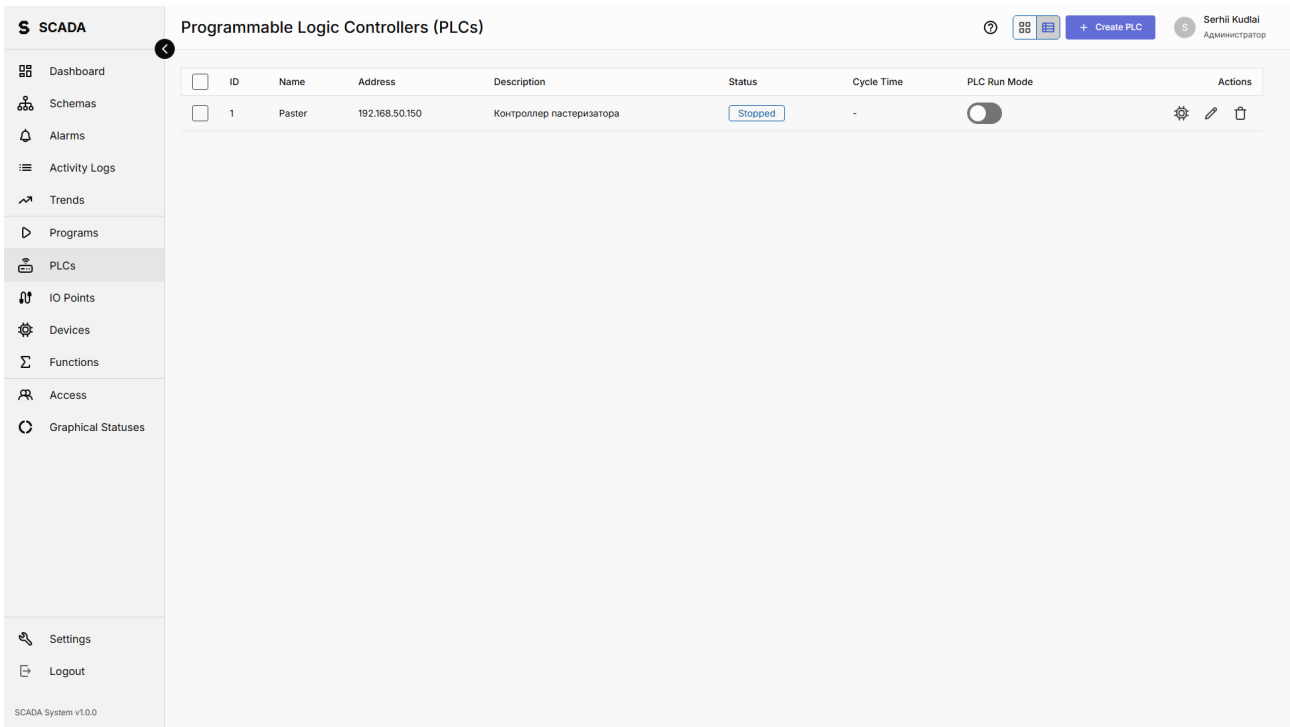 S SCADA
Programmable Logic Controllers (PLCs)
+ Create PLC
S
Serhii Kudlai
Администратор
Dashboard
Schemas
Alarms
Activity Logs
Trends
Programs
PLCs
IO Points
Devices
Functions
Access
Graphical Statuses
Settings
Logout
SCADA System v1.0.0
ID Name Address Description Status Cycle Time PLC Run Mode Actions
1 Paster 192.168.50.150 Контроллер пастеризатора Stopped -